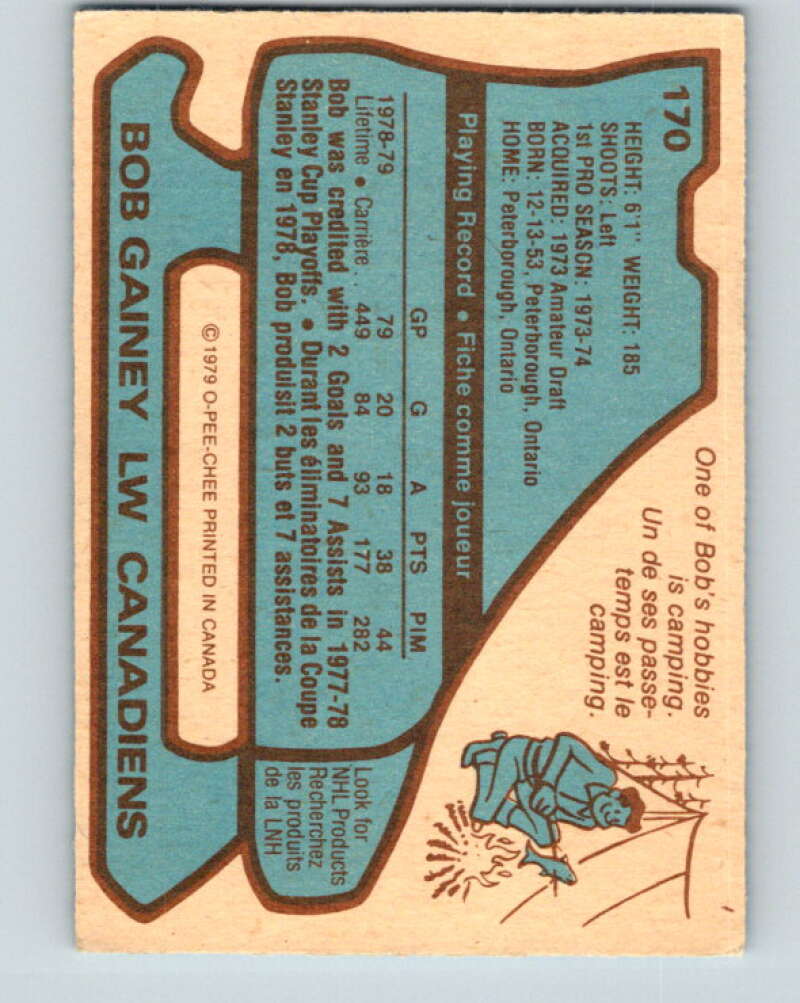 170
HEIGHT: 6'1" WEIGHT: 185
SHOOTS: Left
1st PRO SEASON: 1973-74
ACQUIRED: 1973 Amateur Draft
BORN: 12-13-53, Peterborough, Ontario
HOME: Peterborough, Ontario
One of Bob's hobbies
is camping.
Un de ses passe-
temps est le
camping.
Playing Record • Fiche comme joueur
GP G A PTS PIM
1978-79 79 20 18 38 44
Lifetime • Carrière . . 449 84 93 177 282
Bob was credited with 2 Goals and 7 Assists in 1977-78
Stanley Cup Playoffs. • Durant les éliminatoires de la Coupe
Stanley en 1978, Bob produisit 2 buts et 7 assistances.
Look for
NHL Products
Recherchez
les produits
de la LNH
© 1979 O-PEE-CHEE PRINTED IN CANADA
BOB GAINEY LW CANADIENS